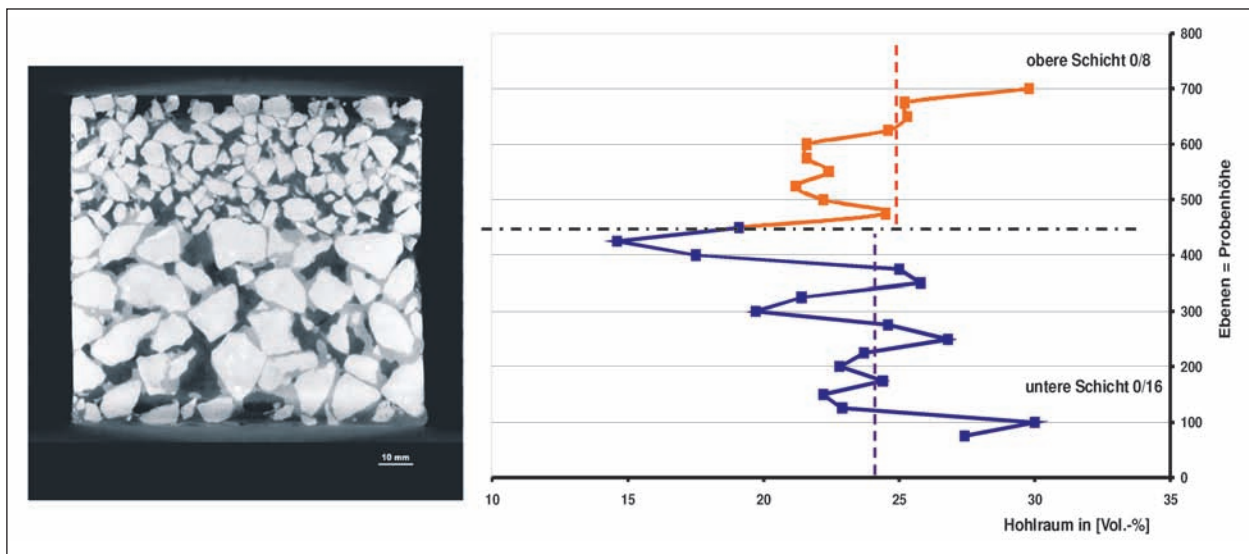 10 mm
800
obere Schicht 0/8
700
600
500
400
300
200
untere Schicht 0/16
100
0
Ebenen = Probenhöhe
10 15 20 25 30 35
Hohlraum in [Vol.-%]